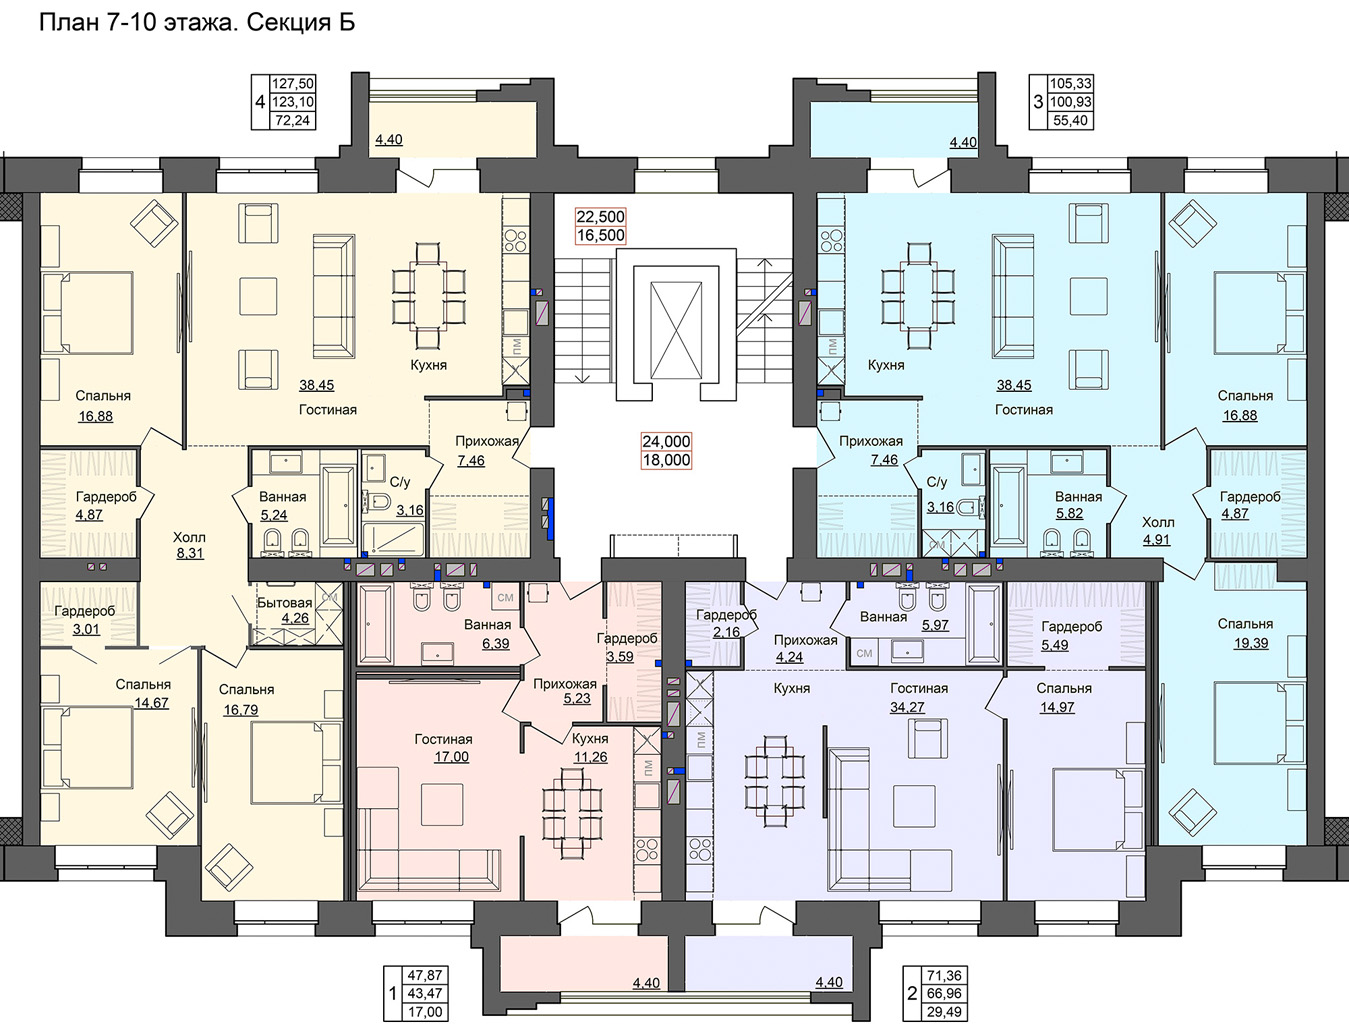 План 7-10 этажа. Секция Б
4
127,50
123,10
72,24
3
105,33
100,93
55,40
4,40
4,40
22,500
16,500
ПМ
ПМ
Кухня
38.45
Гостиная
Кухня
38.45
Гостиная
Спальня
16.88
Спальня
16.88
Прихожая
7.46
24,000
18,000
Прихожая
7.46
Гардероб
4.87
Ванная
5.24
С/у
3.16
С/у
3.16
Ванная
5.82
Гардероб
4.87
Холл
8.31
Холл
4.91
СМ
Гардероб
3.01
Бытовая
4.26
СМ
СМ
Ванная
6.39
Гардероб
3.59
Гардероб
2.16
Прихожая
4.24
Ванная
5.97
СМ
Гардероб
5.49
Спальня
19.39
Спальня
14.67
Спальня
16.79
Прихожая
5.23
Кухня
Гостиная
34.27
Спальня
14.97
Гостиная
17.00
Кухня
11.26
ПМ
ПМ
4,40
4,40
1
47,87
43,47
17,00
2
71,36
66,96
29,49